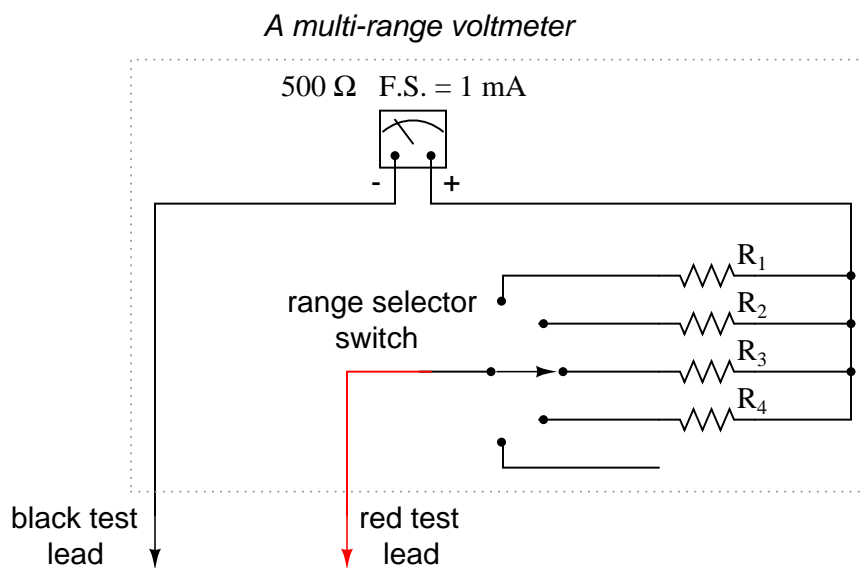 A multi-range voltmeter
500 Ω F.S. = 1 mA
- +
R1
range selector
switch
R2
R3
R4
black test
lead
red test
lead